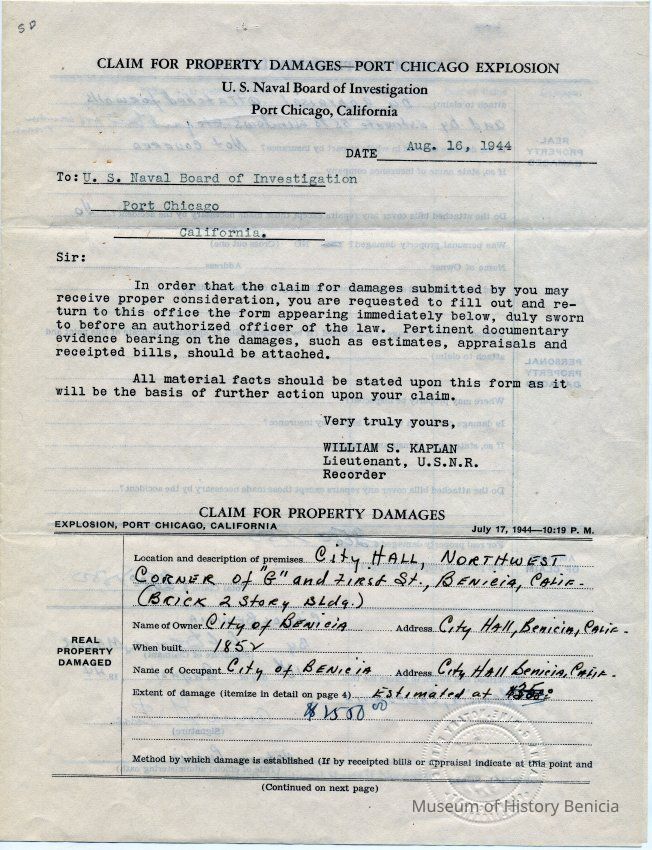 SD
CLAIM FOR PROPERTY DAMAGES—PORT CHICAGO EXPLOSION
U. S. Naval Board of Investigation
Port Chicago, California
DATE Aug. 16, 1944
To: U. S. Naval Board of Investigation
Port Chicago
California.
Sir:
In order that the claim for damages submitted by you may
receive proper consideration, you are requested to fill out and re-
turn to this office the form appearing immediately below, duly sworn
to before an authorized officer of the law. Pertinent documentary
evidence bearing on the damages, such as estimates, appraisals and
receipted bills, should be attached.
All material facts should be stated upon this form as it
will be the basis of further action upon your claim.
Very truly yours,
WILLIAM S. KAPLAN
Lieutenant, U.S.N.R.
Recorder
CLAIM FOR PROPERTY DAMAGES
EXPLOSION, PORT CHICAGO, CALIFORNIA July 17, 1944—10:19 P. M.
REAL PROPERTY DAMAGED
Location and description of premises City HALL, NORTHWEST
CORNER of "G" and FIRST St., BENICIA, CALIF-
(BRICK 2 STORY Bldg.)
Name of Owner City of BENICIA Address City Hall, Benicia, CALIF-
When built 1852
Name of Occupant City of BENICIA Address City Hall Benicia, CALIF-
Extent of damage (itemize in detail on page 4) Estimated at
$1500 00
Method by which damage is established (If by receipted bills or appraisal indicate at this point and
(Continued on next page)
Museum of History Benicia